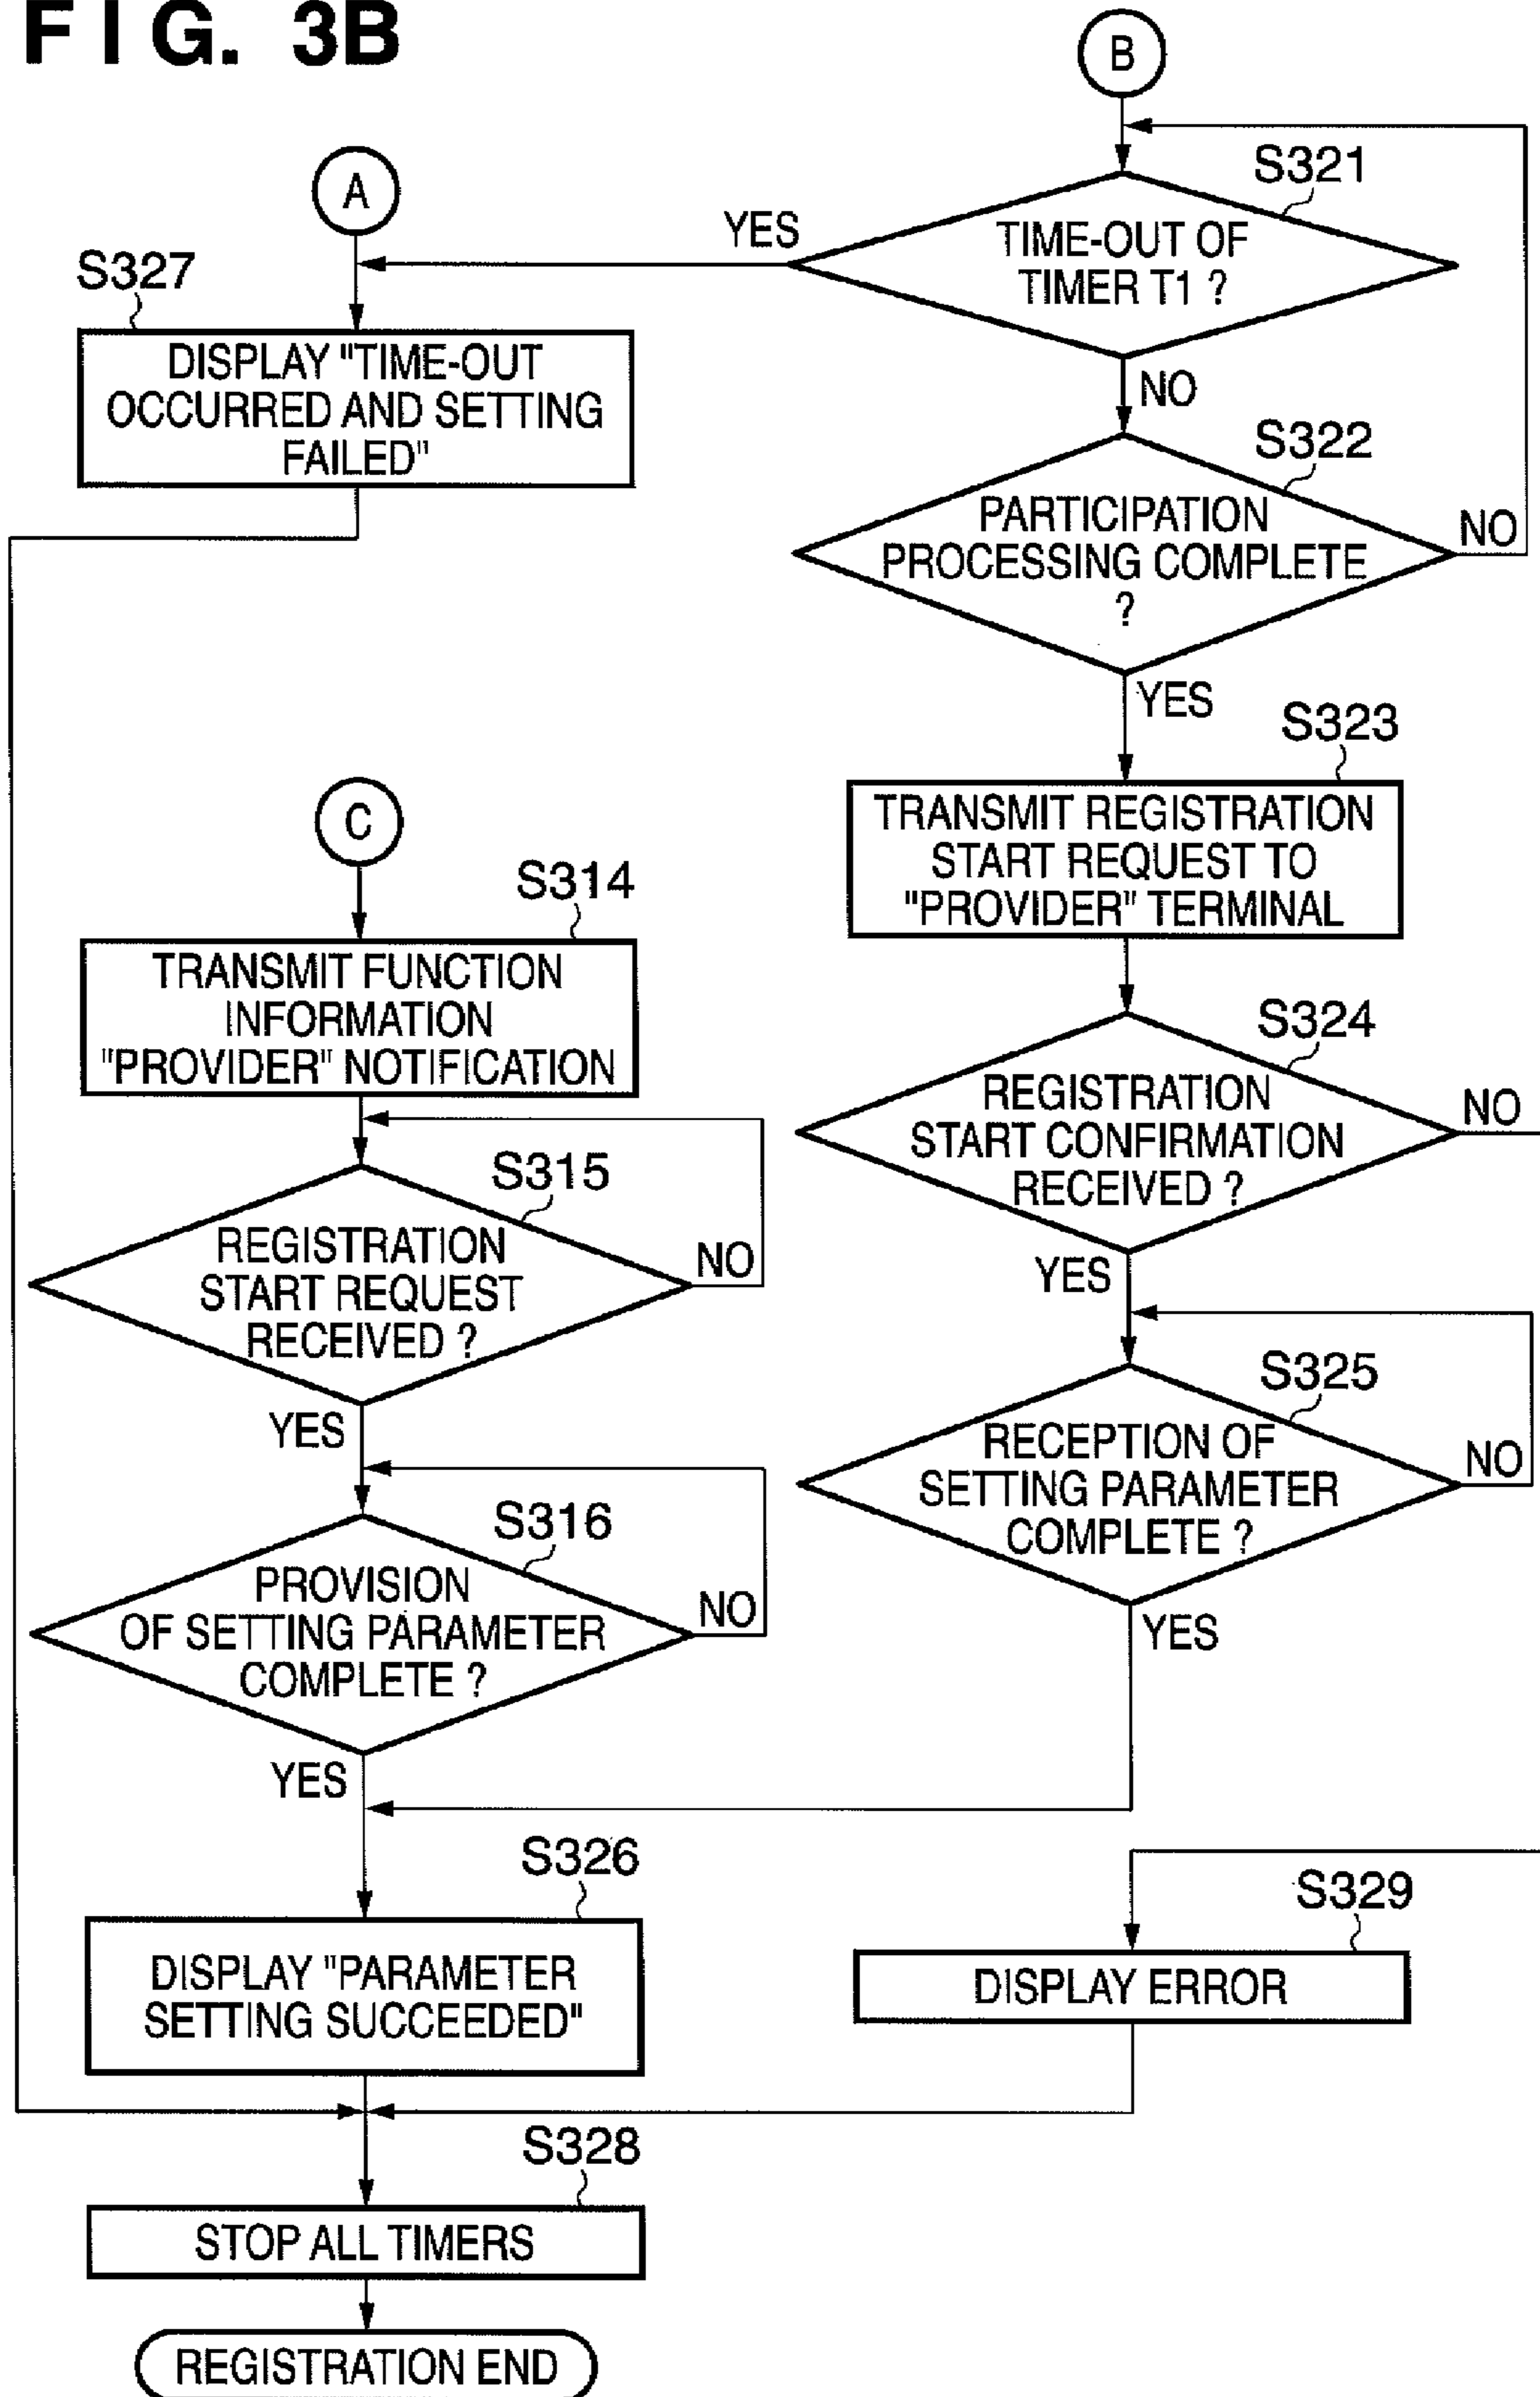 FIG. 3B
B
A
S321
TIME-OUT OF
TIMER T1 ?
YES
NO
S327
DISPLAY "TIME-OUT
OCCURRED AND SETTING
FAILED"
S322
PARTICIPATION
PROCESSING COMPLETE
?
NO
YES
S323
TRANSMIT REGISTRATION
START REQUEST TO
"PROVIDER" TERMINAL
C
S314
TRANSMIT FUNCTION
INFORMATION
"PROVIDER" NOTIFICATION
S324
REGISTRATION
START CONFIRMATION
RECEIVED ?
NO
YES
S315
REGISTRATION
START REQUEST
RECEIVED ?
NO
YES
S325
RECEPTION OF
SETTING PARAMETER
COMPLETE ?
NO
YES
S316
PROVISION
OF SETTING PARAMETER
COMPLETE ?
NO
YES
S326
DISPLAY "PARAMETER
SETTING SUCCEEDED"
S329
DISPLAY ERROR
S328
STOP ALL TIMERS
REGISTRATION END